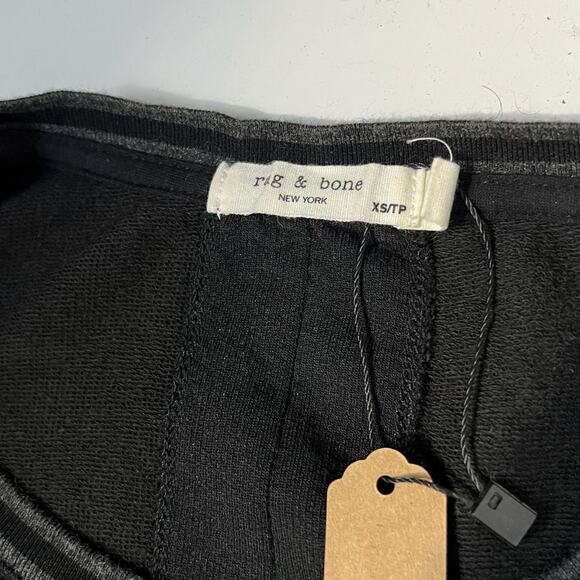 rag & bone
NEW YORK
XS/TP